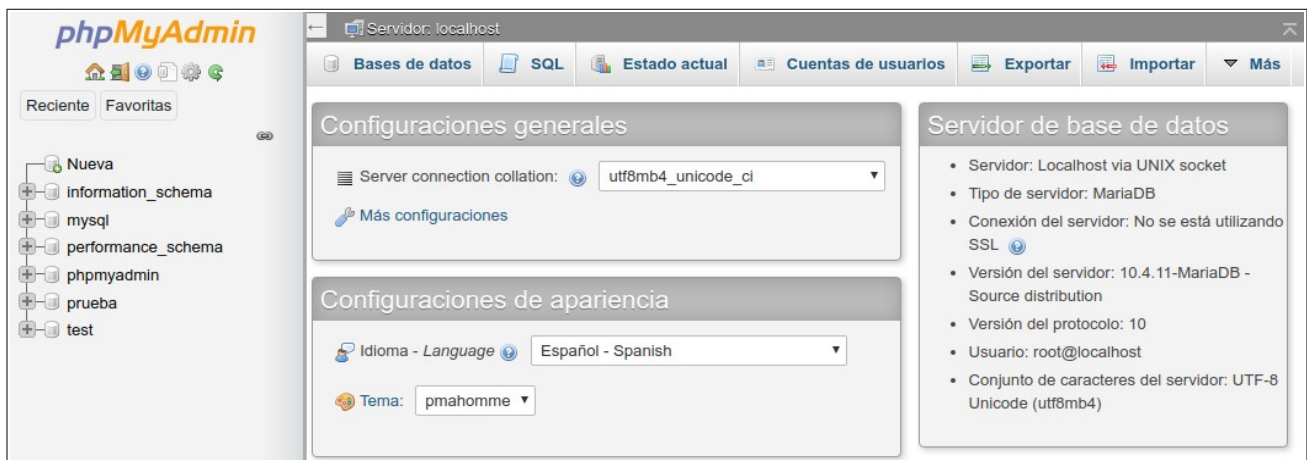 phpMyAdmin
Reciente Favoritas
Nueva
information_schema
mysql
performance_schema
phpmyadmin
prueba
test
Servidor: localhost
Bases de datos SQL Estado actual Cuentas de usuarios Exportar Importar Más
Configuraciones generales
Server connection collation: utf8mb4_unicode_ci
Más configuraciones
Configuraciones de apariencia
Idioma - Language Español - Spanish
Tema: pmahomme
Servidor de base de datos
• Servidor: Localhost via UNIX socket
• Tipo de servidor: MariaDB
• Conexión del servidor: No se está utilizando
SSL
• Versión del servidor: 10.4.11-MariaDB -
Source distribution
• Versión del protocolo: 10
• Usuario: root@localhost
• Conjunto de caracteres del servidor: UTF-8
Unicode (utf8mb4)